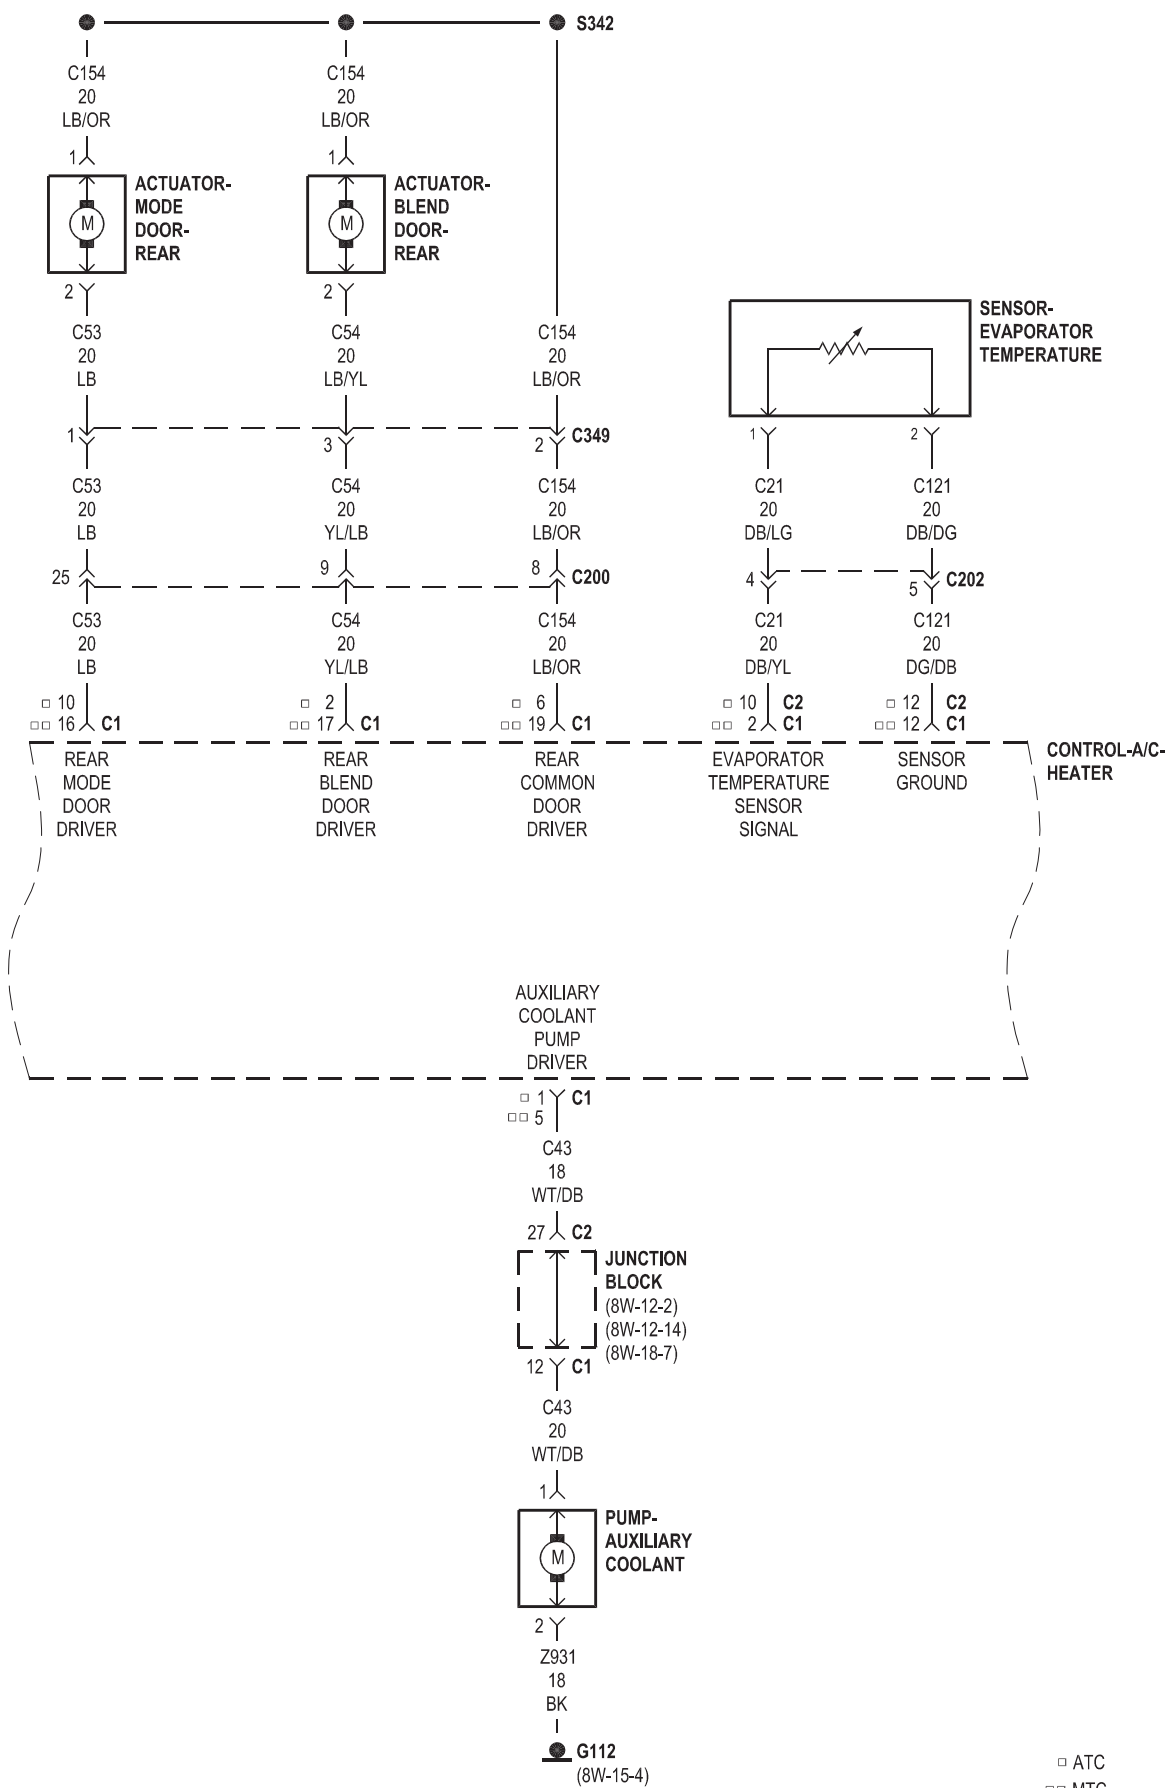 S342
C154
20
LB/OR
C154
20
LB/OR
1
1
ACTUATOR-
MODE
DOOR-
REAR
M
ACTUATOR-
BLEND
DOOR-
REAR
M
2
2
C53
20
LB
C54
20
LB/YL
C154
20
LB/OR
SENSOR-
EVAPORATOR
TEMPERATURE
1
3
2
C349
1
2
C53
20
LB
C54
20
YL/LB
C154
20
LB/OR
C21
20
DB/LG
C121
20
DB/DG
25
9
8
C200
4
5
C202
C53
20
LB
C54
20
YL/LB
C154
20
LB/OR
C21
20
DB/YL
C121
20
DG/DB
□ 10
□□ 16 C1
□ 2
□□ 17 C1
□ 6
□□ 19 C1
□ 10 C2
□□ 2 C1
□ 12 C2
□□ 12 C1
REAR
MODE
DOOR
DRIVER
REAR
BLEND
DOOR
DRIVER
REAR
COMMON
DOOR
DRIVER
EVAPORATOR
TEMPERATURE
SENSOR
SIGNAL
SENSOR
GROUND
CONTROL-A/C-
HEATER
AUXILIARY
COOLANT
PUMP
DRIVER
□ 1 C1
□□ 5
C43
18
WT/DB
27 C2
JUNCTION
BLOCK
(8W-12-2)
(8W-12-14)
(8W-18-7)
12 C1
C43
20
WT/DB
1
PUMP-
AUXILIARY
COOLANT
M
2
Z931
18
BK
G112
(8W-15-4)
□ ATC
□□ MTC